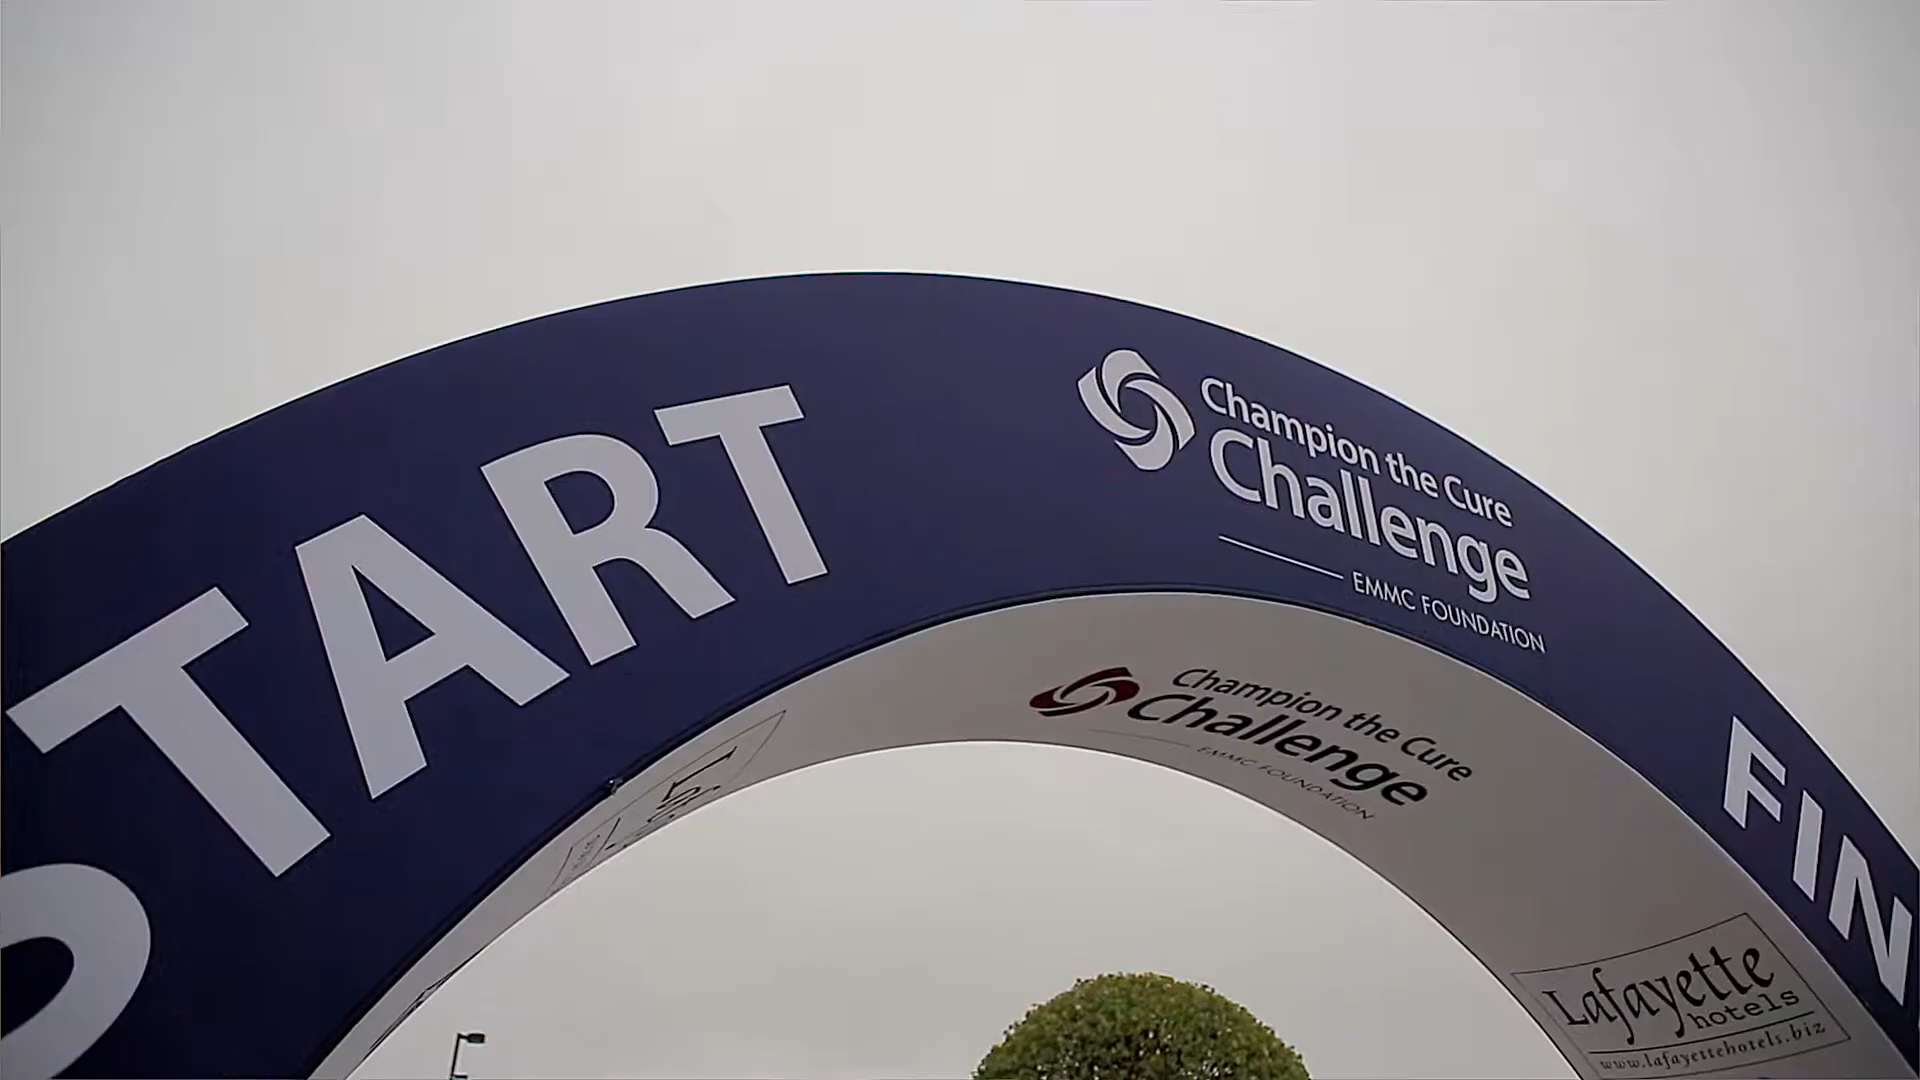 START
Champion the Cure
Challenge
EMMC FOUNDATION
FIN
Champion the Cure
Challenge
EMMC FOUNDATION
Lafayette
hotels
www.lafayettehotels.biz